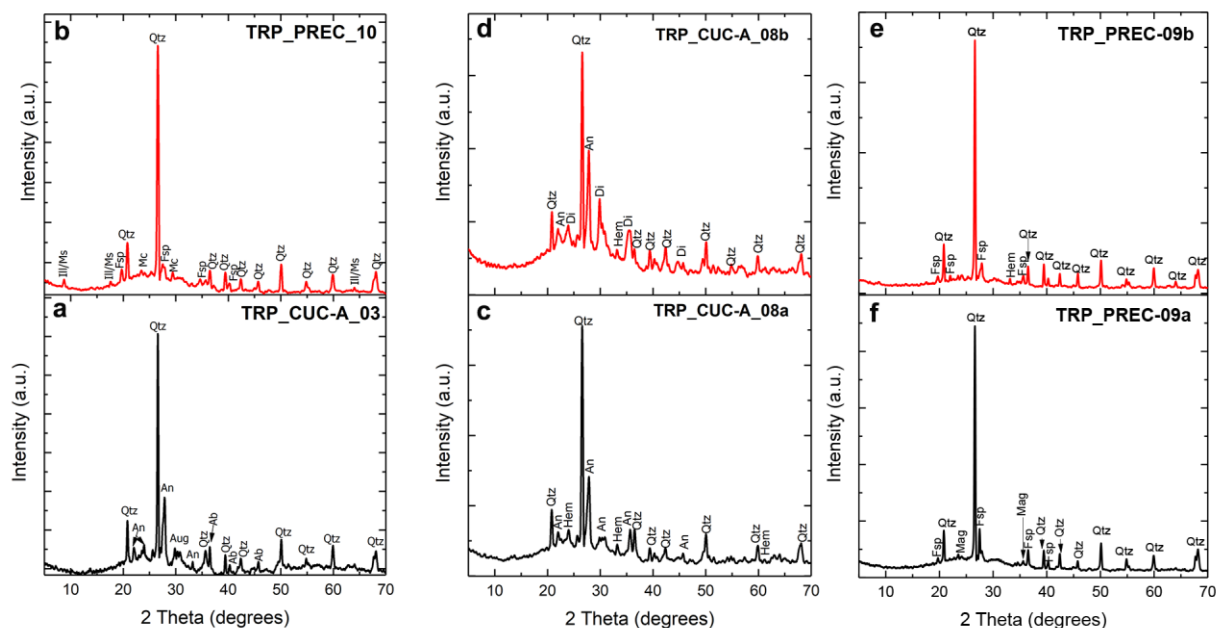 b
TRP_PREC_10
Qtz
Ill/Ms
Ill/Ms
Fsp
Qtz
Mc
Fsp
Mc
Fsp
Qtz
Qtz
Fsp
Qtz
Qtz
Qtz
Qtz
Qtz
Ill/Ms
Qtz
Intensity (a.u.)
a
TRP_CUC-A_03
Qtz
Qtz
An
An
Aug
An
Qtz
Ab
Qtz
Ab
Qtz
Ab
Qtz
Qtz
Qtz
Qtz
Intensity (a.u.)
10 20 30 40 50 60 70
2 Theta (degrees)
d
TRP_CUC-A_08b
Qtz
Qtz
An
Di
An
Di
Hem
Di
Qtz
Qtz
Qtz
Di
Qtz
Qtz
Qtz
Qtz
Intensity (a.u.)
c
TRP_CUC-A_08a
Qtz
Qtz
An
Hem
An
An
Hem
An
Qtz
Qtz
Qtz
An
Qtz
Qtz
Hem
Qtz
Intensity (a.u.)
10 20 30 40 50 60 70
2 Theta (degrees)
e
TRP_PREC-09b
Qtz
Fsp
Qtz
Fsp
Fsp
Hem
Fsp
Qtz
Qtz
Qtz
Qtz
Qtz
Qtz
Qtz
Qtz
Qtz
Intensity (a.u.)
f
TRP_PREC-09a
Qtz
Fsp
Qtz
Mag
Fsp
Mag
Fsp
Qtz
Fsp
Qtz
Qtz
Qtz
Qtz
Qtz
Qtz
Intensity (a.u.)
10 20 30 40 50 60 70
2 Theta (degrees)